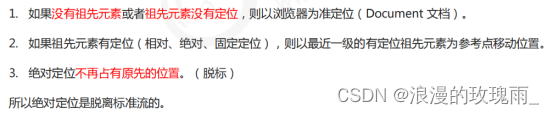 1. 如果没有祖先元素或者祖先元素没有定位，则以浏览器为准定位（Document 文档）。
2. 如果祖先元素有定位（相对、绝对、固定定位），则以最近一级的有定位祖先元素为参考点移动位置。
3. 绝对定位不再占有原先的位置。（脱标）
所以绝对定位是脱离标准流的。
CSDN @浪漫的玫瑰雨_